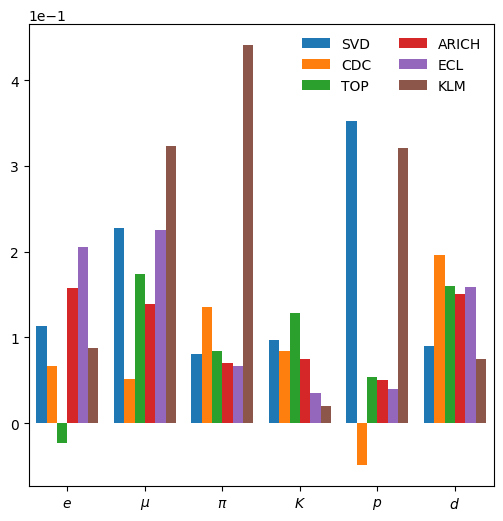 1e−1
SVD ARICH
CDC ECL
TOP KLM
4
3
2
1
0
e μ π K p d